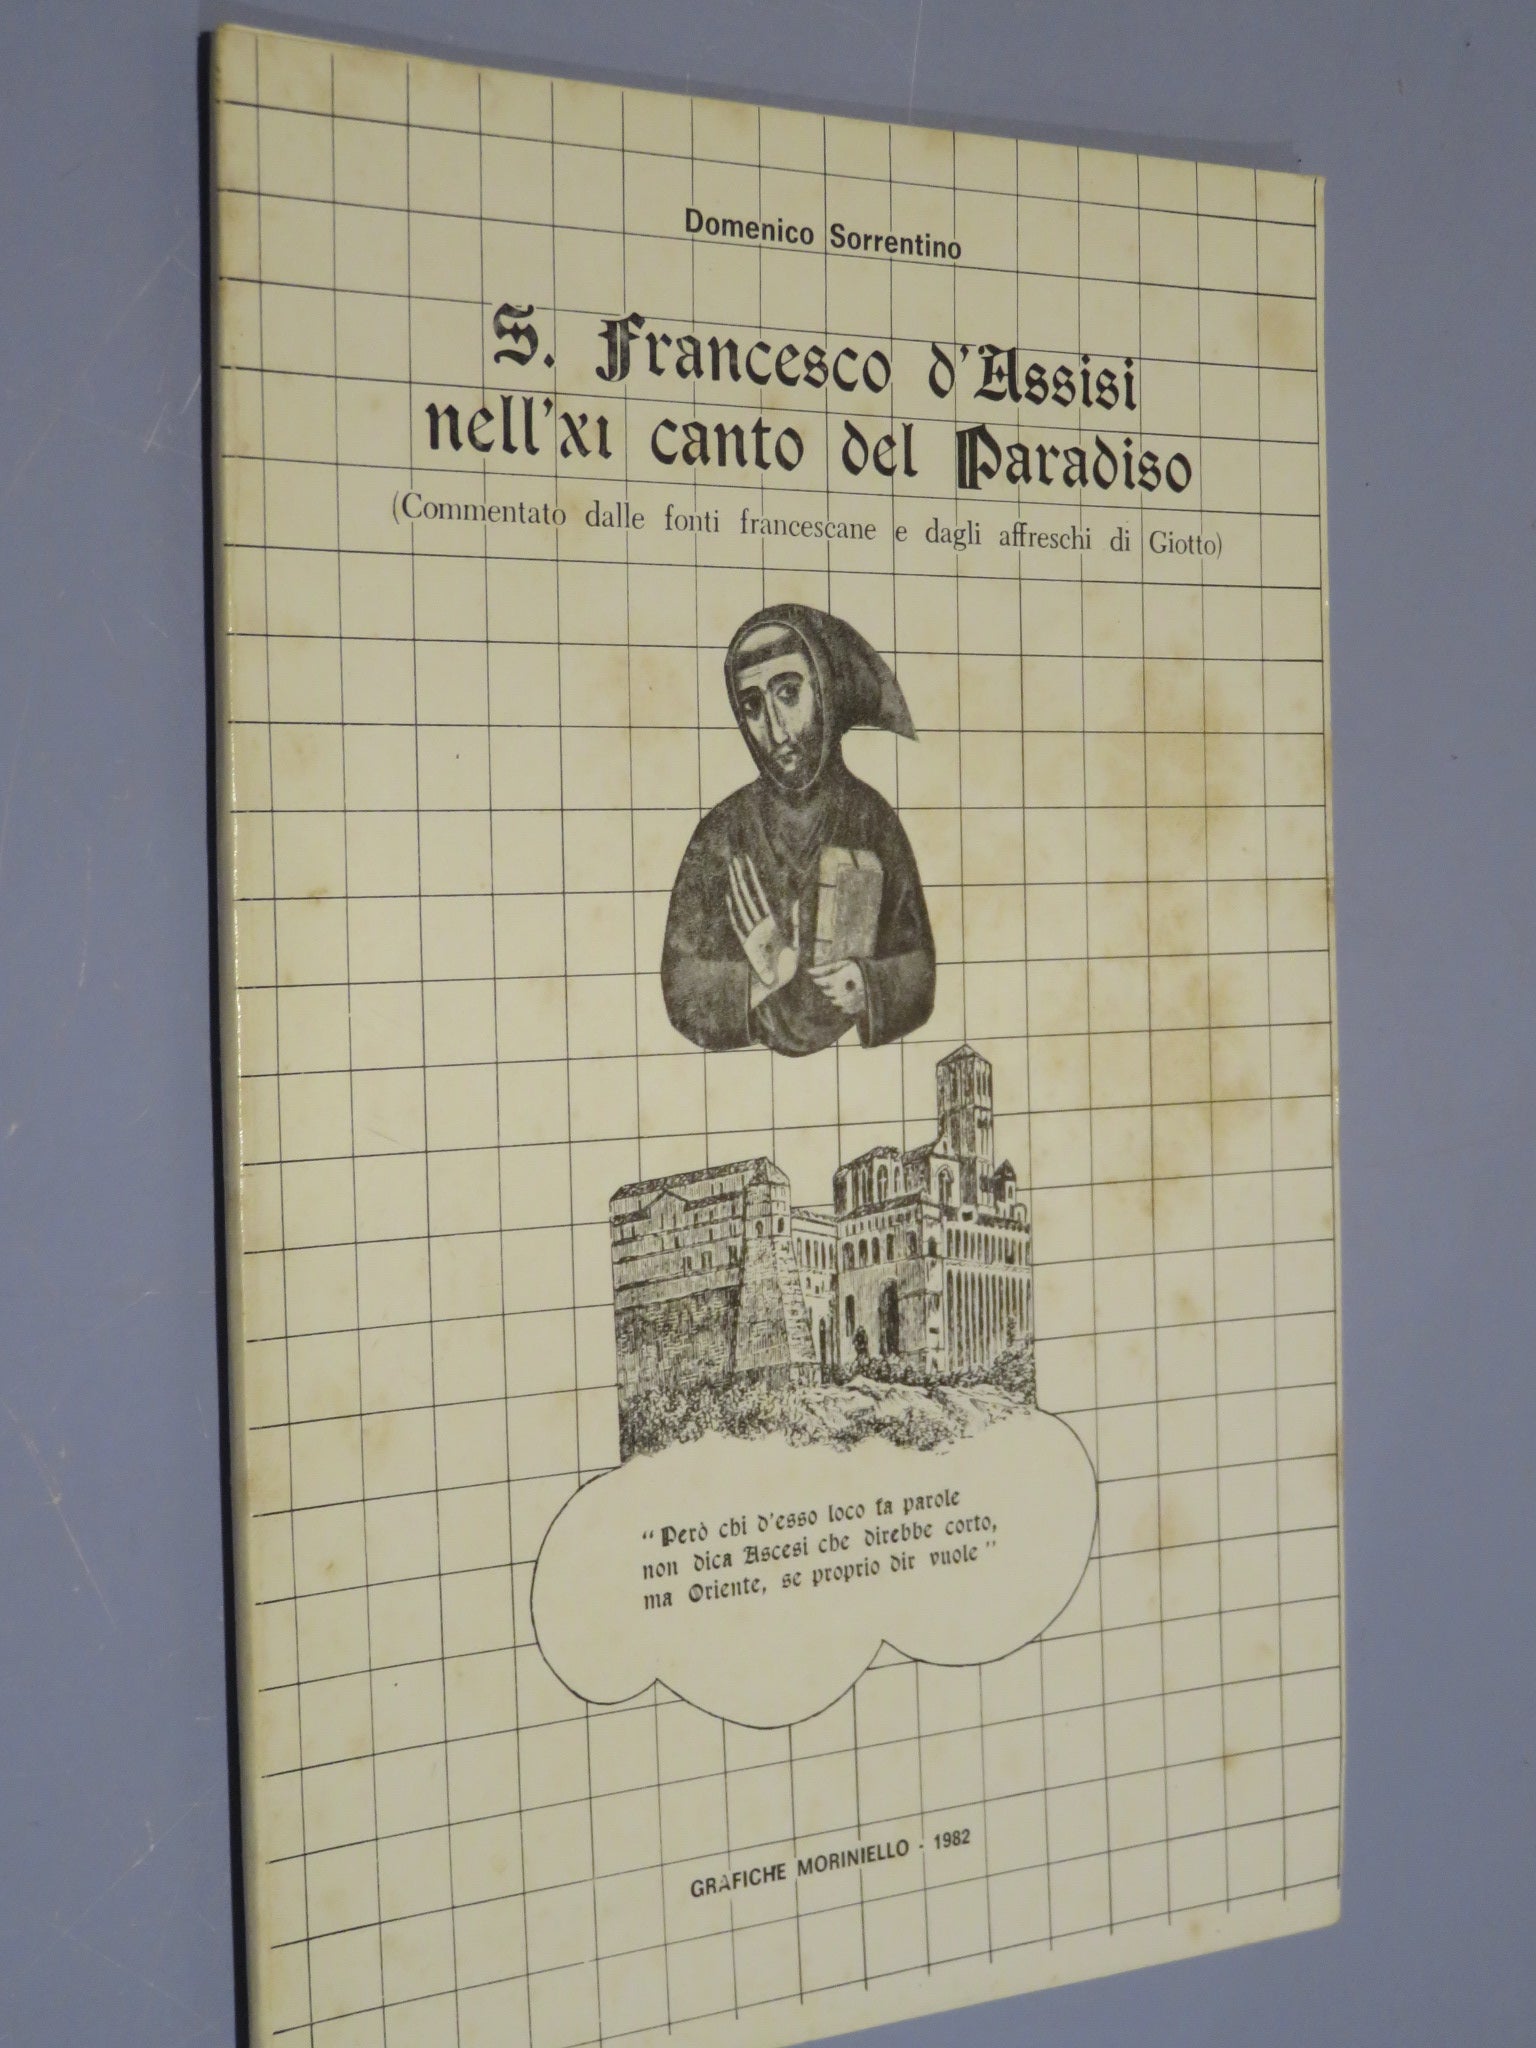 Domenico Sorrentino
S. Francesco d'Assisi
nell'XI canto del Paradiso
(Commentato dalle fonti francescane e dagli affreschi di Giotto)
“Però chi d'esso loco fa parole
non dica Ascesi che direbbe corto,
ma Oriente, se proprio dir vuole”
GRAFICHE MORINIELLO - 1982